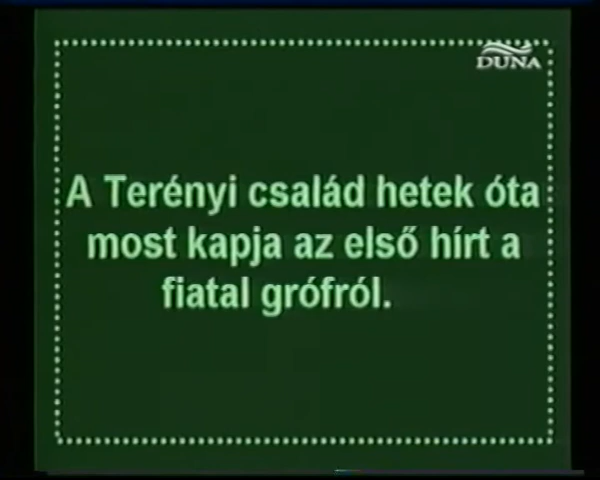 DUNA
A Terényi család hetek óta
most kapja az első hírt a
fiatal grófról.